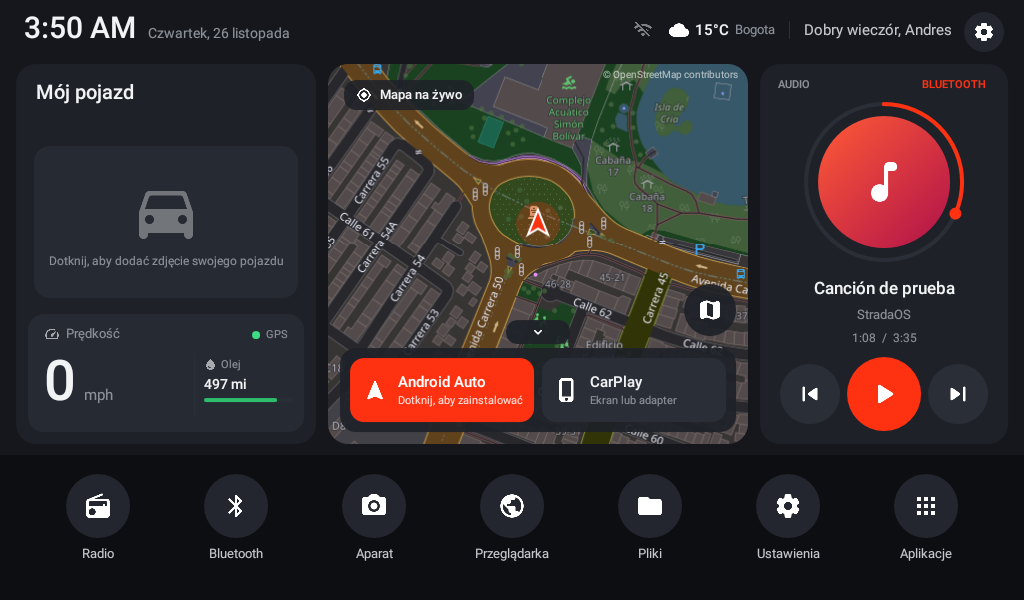 3:50 AM
Czwartek, 26 listopada
15°C Bogota
Dobry wieczór, Andres
Mój pojazd
Dotknij, aby dodać zdjęcie swojego pojazdu
Prędkość
GPS
0 mph
Olej
497 mi
© OpenStreetMap contributors
Mapa na żywo
Complejo
Acuático
Simón
Bolívar
Isla de
Cria
Cabaña
17
Cabaña
18
Carrera 55
Calle 61
Carrera 54A
Carrera 54
Carrera 53
Carrera 50
P
Avenida Ca
45-21
46-28
Carrera 45
Calle 62
Edificio
Calle 60
Android Auto
Dotknij, aby zainstalować
CarPlay
Ekran lub adapter
AUDIO
BLUETOOTH
Canción de prueba
StradaOS
1:08 / 3:35
Radio
Bluetooth
Aparat
Przeglądarka
Pliki
Ustawienia
Aplikacje